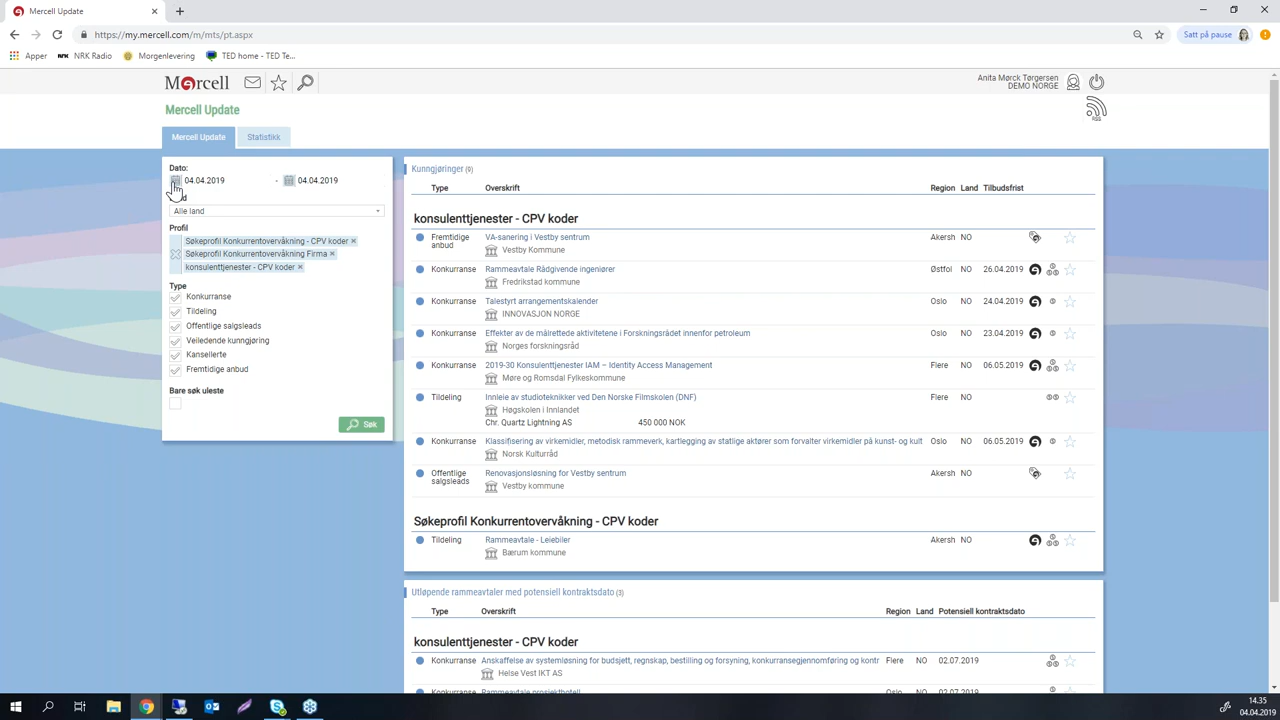 Mercell Update
https://my.mercell.com/m/mts/pt.aspx
Satt på pause
Apper
NRK Radio
Morgenlevering
TED home - TED Te...
Mercell
Anita Mørck Tørgersen
DEMO NORGE
RSS
Mercell Update
Mercell Update
Statistikk
Dato:
04.04.2019 - 04.04.2019
Alle land
Profil
Søkeprofil Konkurrentovervåkning - CPV koder
Søkeprofil Konkurrentovervåkning Firma
konsulenttjenester - CPV koder
Type
Konkurranse
Tildeling
Offentlige salgsleads
Veiledende kunngjøring
Kansellerte
Fremtidige anbud
Bare søk uleste
Søk
Kunngjøringer (9)
Type Overskrift Region Land Tilbudsfrist
konsulenttjenester - CPV koder
Fremtidige anbud VA-sanering i Vestby sentrum Akersh NO
Vestby Kommune
Konkurranse Rammeavtale Rådgivende ingeniører Østfol NO 26.04.2019
Fredrikstad kommune
Konkurranse Talestyrt arrangementskalender Oslo NO 24.04.2019
INNOVASJON NORGE
Konkurranse Effekter av de målrettede aktivitetene i Forskningsrådet innenfor petroleum Oslo NO 23.04.2019
Norges forskningsråd
Konkurranse 2019-30 Konsulenttjenester IAM – Identity Access Management Flere NO 06.05.2019
Møre og Romsdal Fylkeskommune
Tildeling Innleie av studioteknikker ved Den Norske Filmskolen (DNF) Flere NO
Høgskolen i Innlandet
Chr. Quartz Lightning AS 450 000 NOK
Konkurranse Klassifisering av virkemidler, metodisk rammeverk, kartlegging av statlige aktører som forvalter virkemidler på kunst- og kult Oslo NO 06.05.2019
Norsk Kulturråd
Offentlige salgsleads Renovasjonsløsning for Vestby sentrum Akersh NO
Vestby kommune
Søkeprofil Konkurrentovervåkning - CPV koder
Tildeling Rammeavtale - Leiebiler Akersh NO
Bærum kommune
Utløpende rammeavtaler med potensiell kontraktsdato (3)
Type Overskrift Region Land Potensiell kontraktsdato
konsulenttjenester - CPV koder
Konkurranse Anskaffelse av systemløsning for budsjett, regnskap, bestilling og forsyning, konkurransegjennomføring og kontr Flere NO 02.07.2019
Helse Vest IKT AS
Konkurranse Rammeavtale prosjekthotell Oslo NO 02.07.2019
14.35
04.04.2019